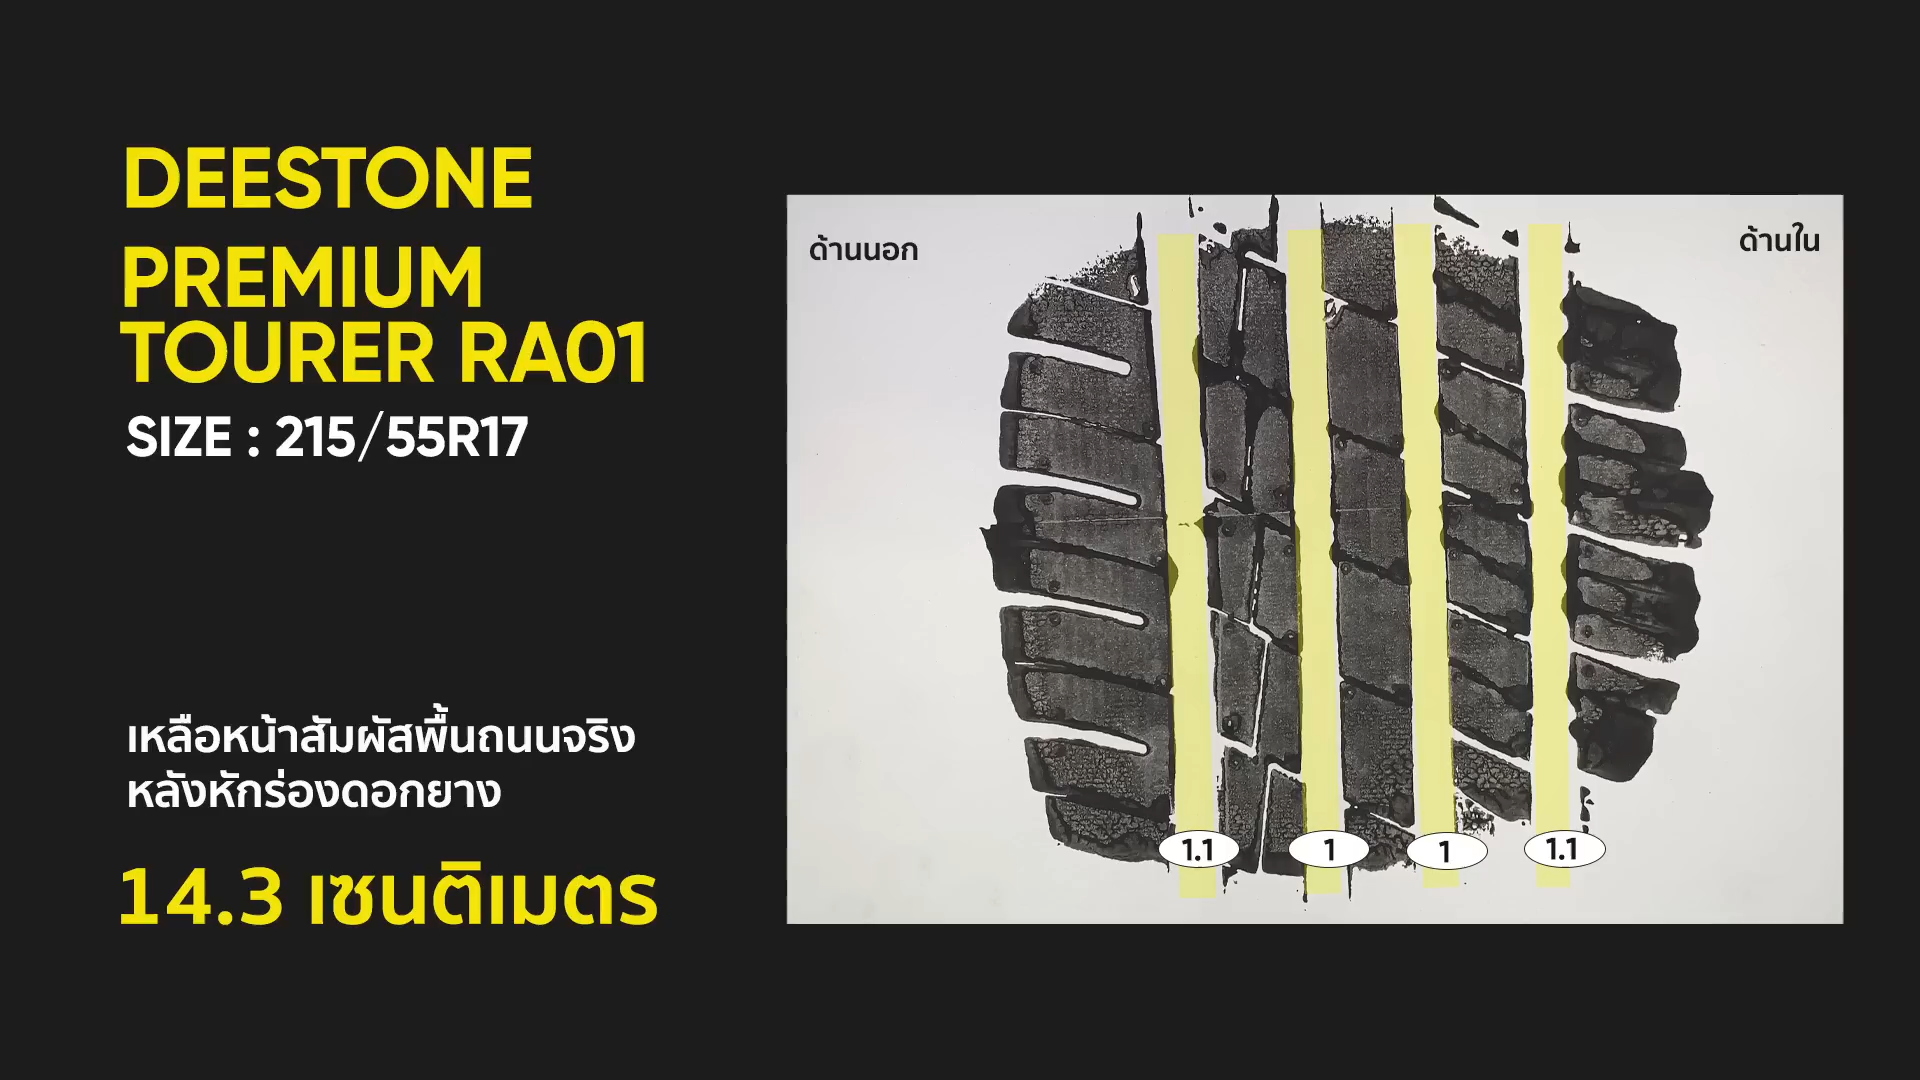 DEESTONE
PREMIUM
TOURER RA01
SIZE : 215/55R17
เหลือหน้าสัมผัสพื้นถนนจริง
หลังหักร่องดอกยาง
14.3 เซนติเมตร
ด้านนอก
ด้านใน
1.1
1
1
1.1